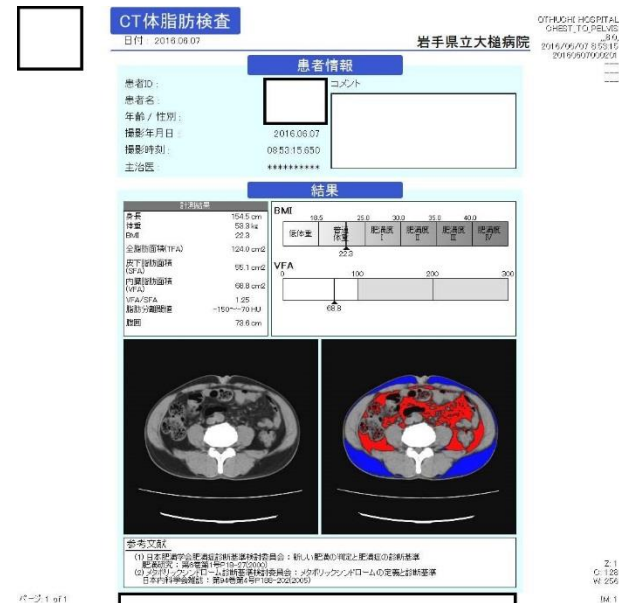 CT体脂肪検査
日付 : 2016.06.07
岩手県立大槌病院
OTHUCHI HOSPITAL
CHEST_TO_PELVIS
2016/06/07 8:53:15
20160607000201
患者情報
患者ID :
コメント
患者名 :
年齢 / 性別 :
撮影年月日 : 2016.06.07
撮影時刻 : 08:53:15.650
主治医 : **********
結果
計測結果
身長 154.5 cm
体重 53.3 kg
BMI 22.3
全脂肪面積(TFA) 124.0 cm2
皮下脂肪面積
(SFA) 55.1 cm2
内臓脂肪面積
(VFA) 68.8 cm2
VFA/SFA 1.25
脂肪分離閾値 -150~-70 HU
腹囲 73.6 cm
BMI
18.5 25.0 30.0 35.0 40.0
低体重 普通体重 肥満度 I 肥満度 II 肥満度 III 肥満度 IV
22.3
VFA
0 100 200 300
68.8
参考文献
(1) 日本肥満学会肥満症診断基準検討委員会 : 新しい肥満の判定と肥満症の診断基準
肥満研究 : 第6巻第1号P18-27(2000)
(2) メタボリックシンドローム診断基準検討委員会 : メタボリックシンドロームの定義と診断基準
日本内科学会雑誌 : 第94巻第4号P188-202(2005)
Z: 1
C: 128
W: 256
ページ: 1 of 1
IM: 1